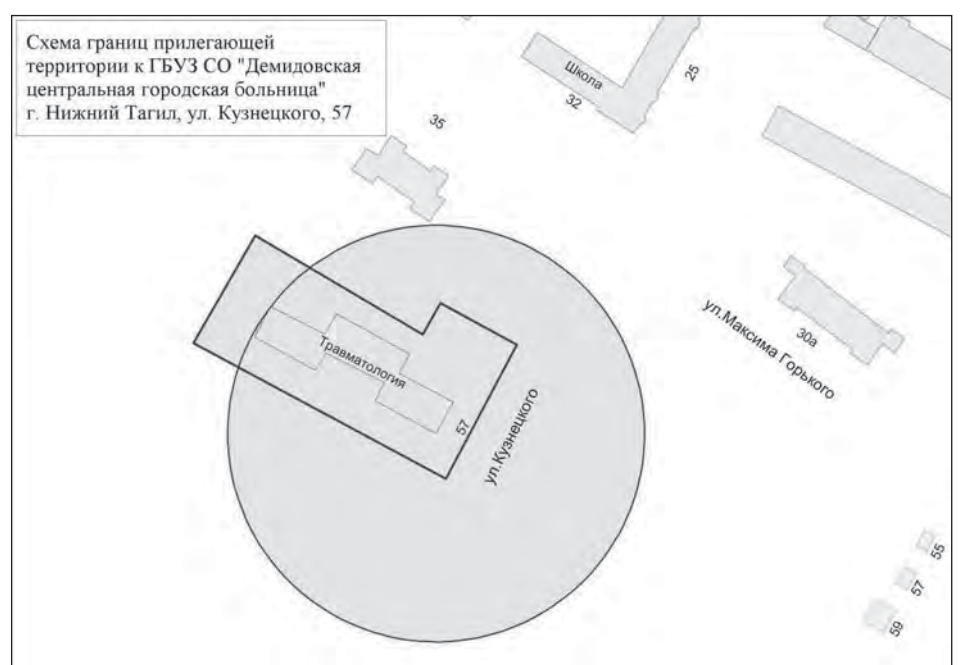 Схема границ прилегающей
территории к ГБУЗ СО "Демидовская
центральная городская больница"
г. Нижний Тагил, ул. Кузнецкого, 57
Школа
32
25
35
ул.Максима Горького
30а
Травматология
57
ул.Кузнецкого
55
57
59